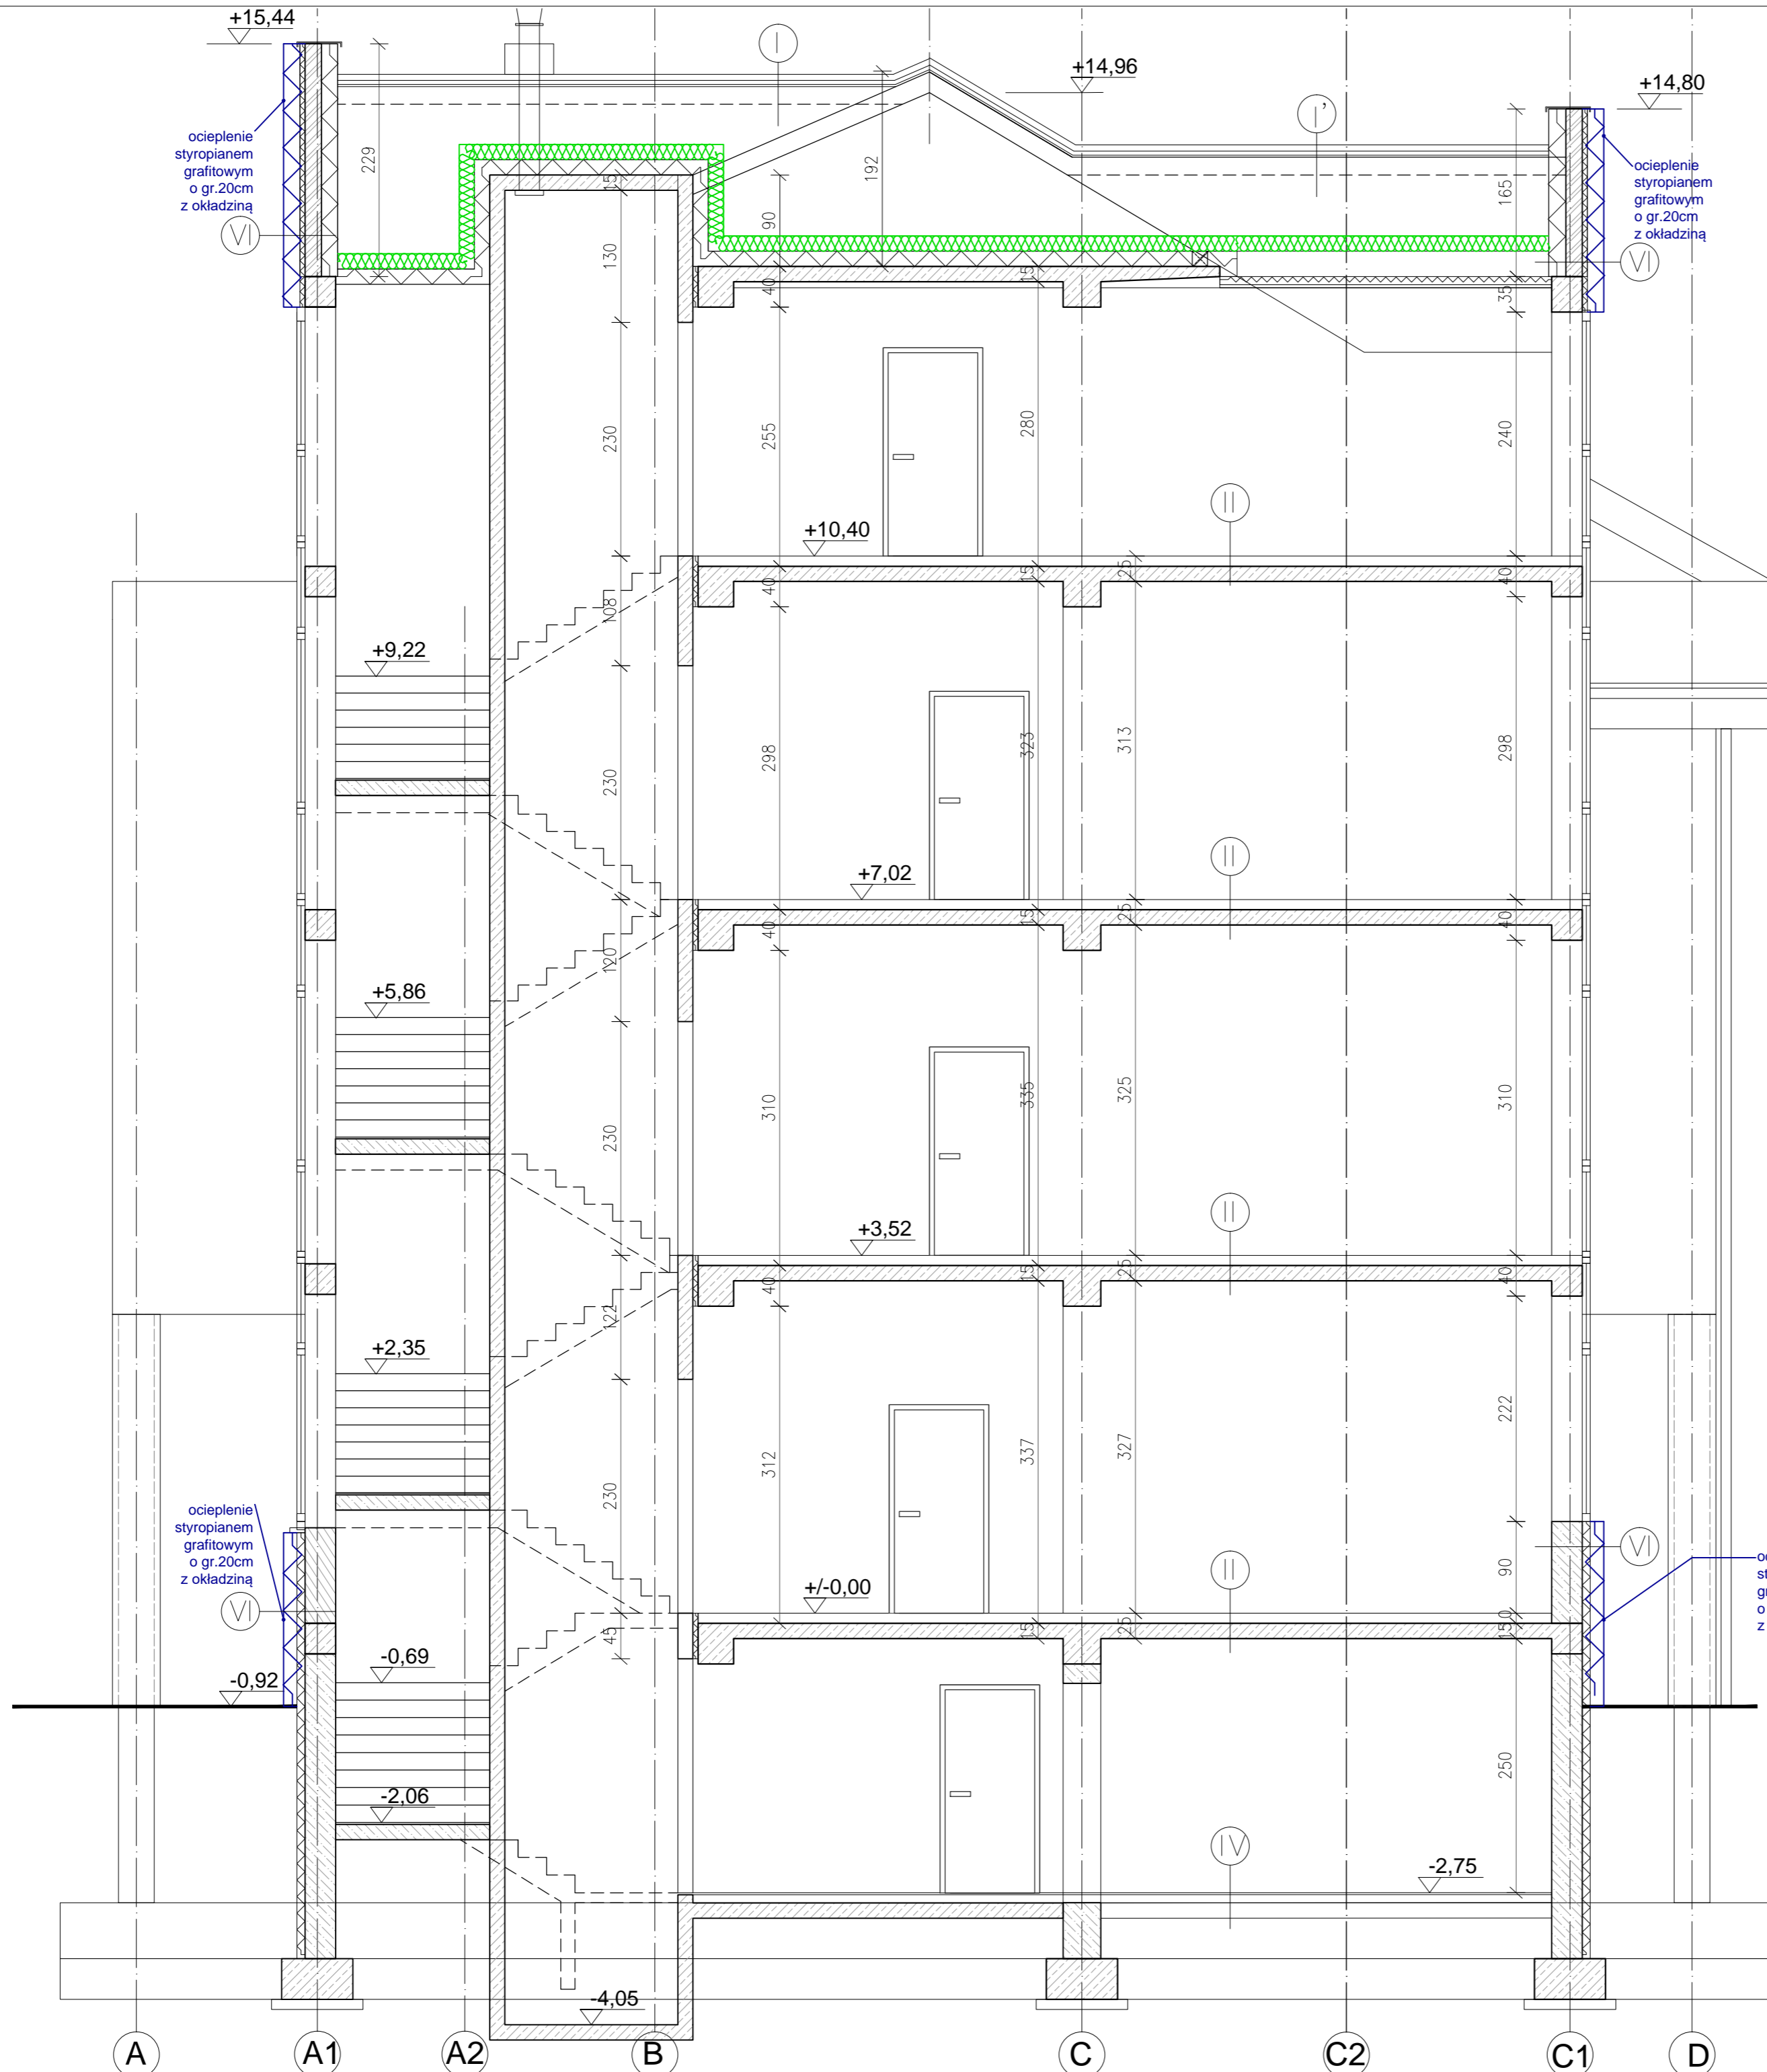 +15,44
I
+14,96
+14,80
I'
ocieplenie
styropianem
grafitowym
o gr.20cm
z okładziną
229
192
165
ocieplenie
styropianem
grafitowym
o gr.20cm
z okładziną
15
90
VI
130
VI
40
15
35
230
255
280
240
II
+10,40
40
15
25
40
108
+9,22
298
323
313
298
230
II
+7,02
40
15
25
40
120
+5,86
310
335
325
310
230
II
+3,52
40
15
25
40
122
+2,35
222
312
337
327
230
ocieplenie
styropianem
grafitowym
o gr.20cm
z okładziną
VI
II
VI
90
+/-0,00
45
15
25
15
10
-0,69
-0,92
250
-2,06
IV
-2,75
-4,05
A
A1
A2
B
C
C2
C1
D